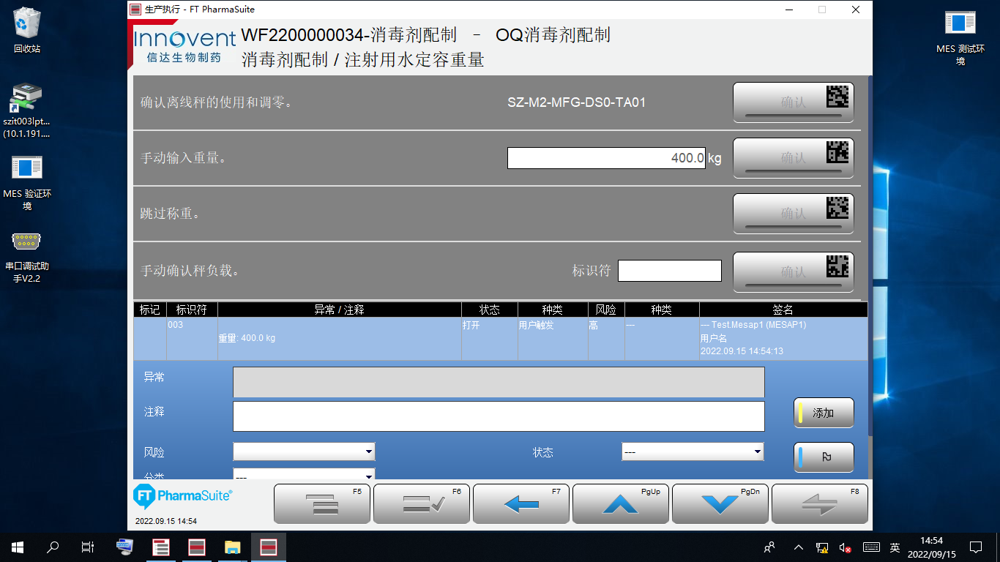 生产执行 - FT PharmaSuite
Innovent
信达生物制药
WF2200000034-消毒剂配制 － OQ消毒剂配制
消毒剂配制 / 注射用水定容重量
回收站
szit003lpt...
(10.1.191....
MES 验证环
境
串口调试助
手V2.2
MES 测试环
境
确认离线秤的使用和调零。
SZ-M2-MFG-DS0-TA01
确认
手动输入重量。
400.0 kg
确认
跳过称重。
确认
手动确认秤负载。
标识符
确认
标记 标识符 异常 / 注释 状态 种类 风险 种类 签名
003 打开 用户触发 高 --- --- Test.Mesap1 (MESAP1)
重量: 400.0 kg 用户名
2022.09.15 14:54:13
异常
注释
添加
风险
状态 ---
分类 ---
FT PharmaSuite®
2022.09.15 14:54
F5 F6 F7 PgUp PgDn F8
英
14:54
2022/09/15